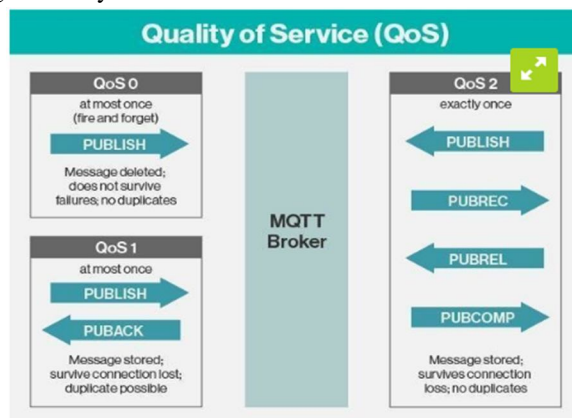 Quality of Service (QoS)
QoS 0
at most once
(fire and forget)
PUBLISH
Message deleted;
does not survive
failures; no duplicates
QoS 1
at most once
PUBLISH
PUBACK
Message stored;
survive connection lost;
duplicate possible
MQTT
Broker
QoS 2
exactly once
PUBLISH
PUBREC
PUBREL
PUBCOMP
Message stored;
survives connection
loss; no duplicates